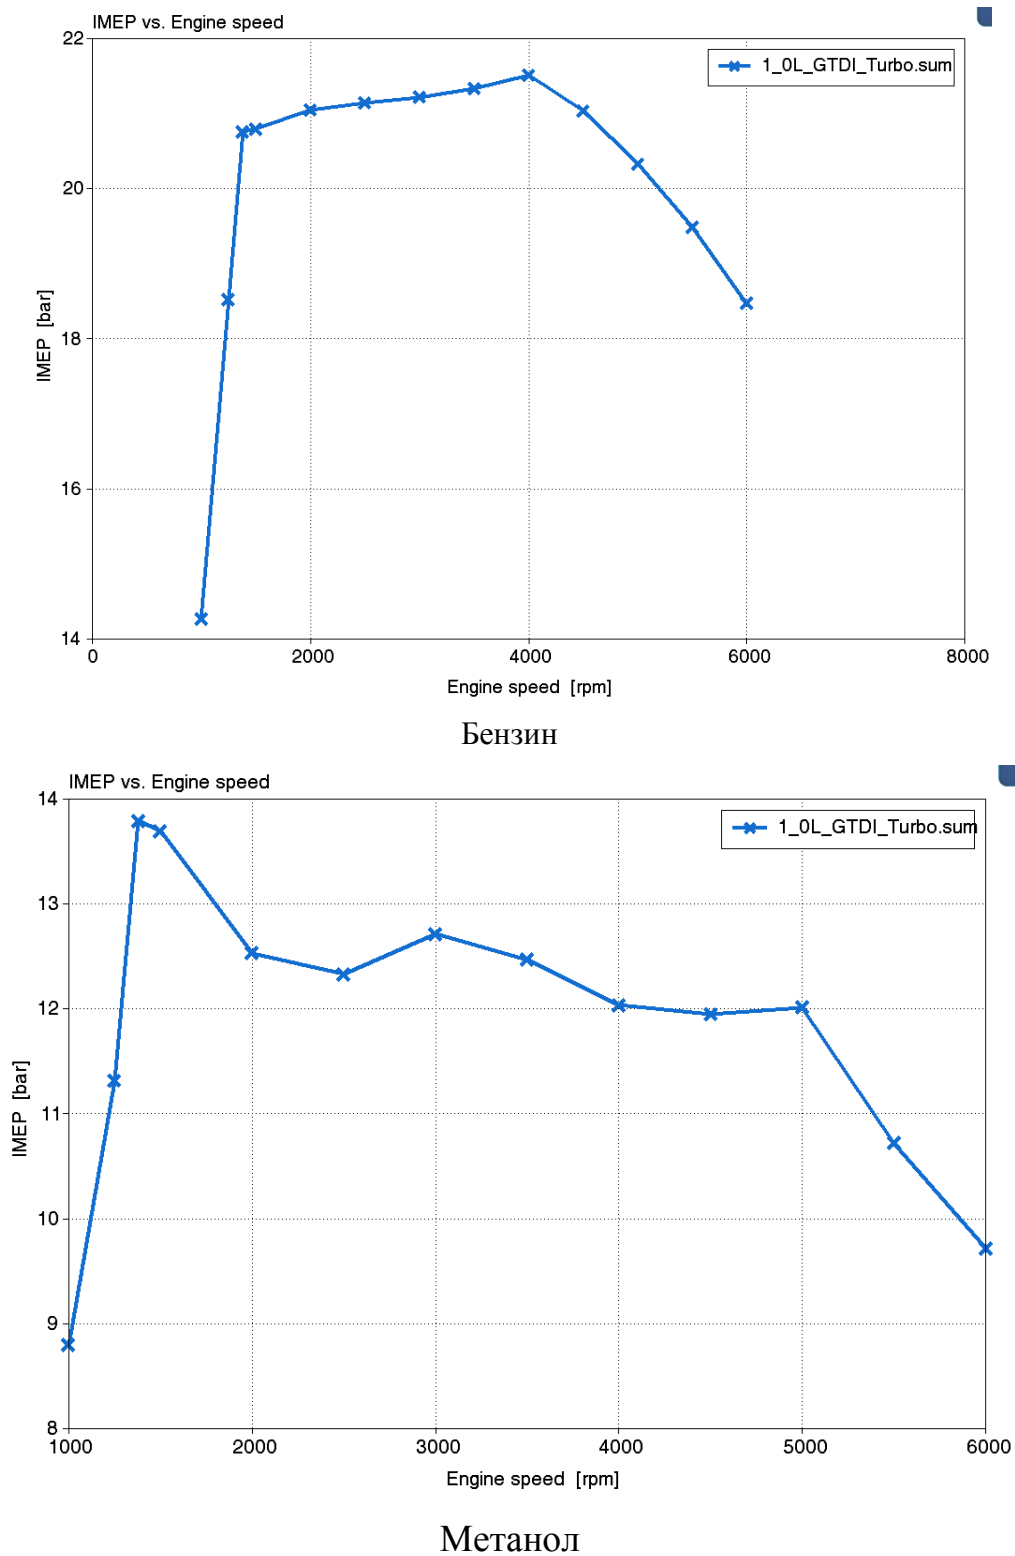 IMEP vs. Engine speed
22
1_0L_GTDI_Turbo.sum
20
IMEP [bar]
18
16
14
0 2000 4000 6000 8000
Engine speed [rpm]
Бензин
IMEP vs. Engine speed
14
1_0L_GTDI_Turbo.sum
13
12
IMEP [bar]
11
10
9
8
1000 2000 3000 4000 5000 6000
Engine speed [rpm]
Метанол